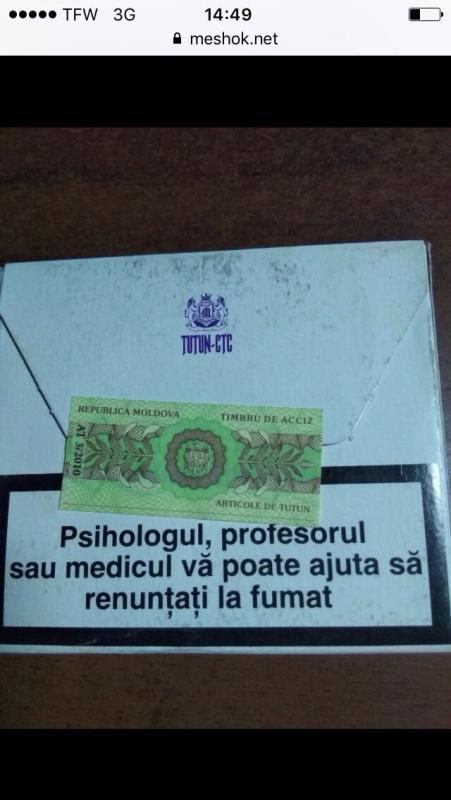 TFW 3G 14:49
meshok.net
TUTUN-CTC
REPUBLICA MOLDOVA TIMBRU DE ACCIZ
AT 3/2010
ARTICOLE DE TUTUN
Psihologul, profesorul
sau medicul vă poate ajuta să
renunțați la fumat